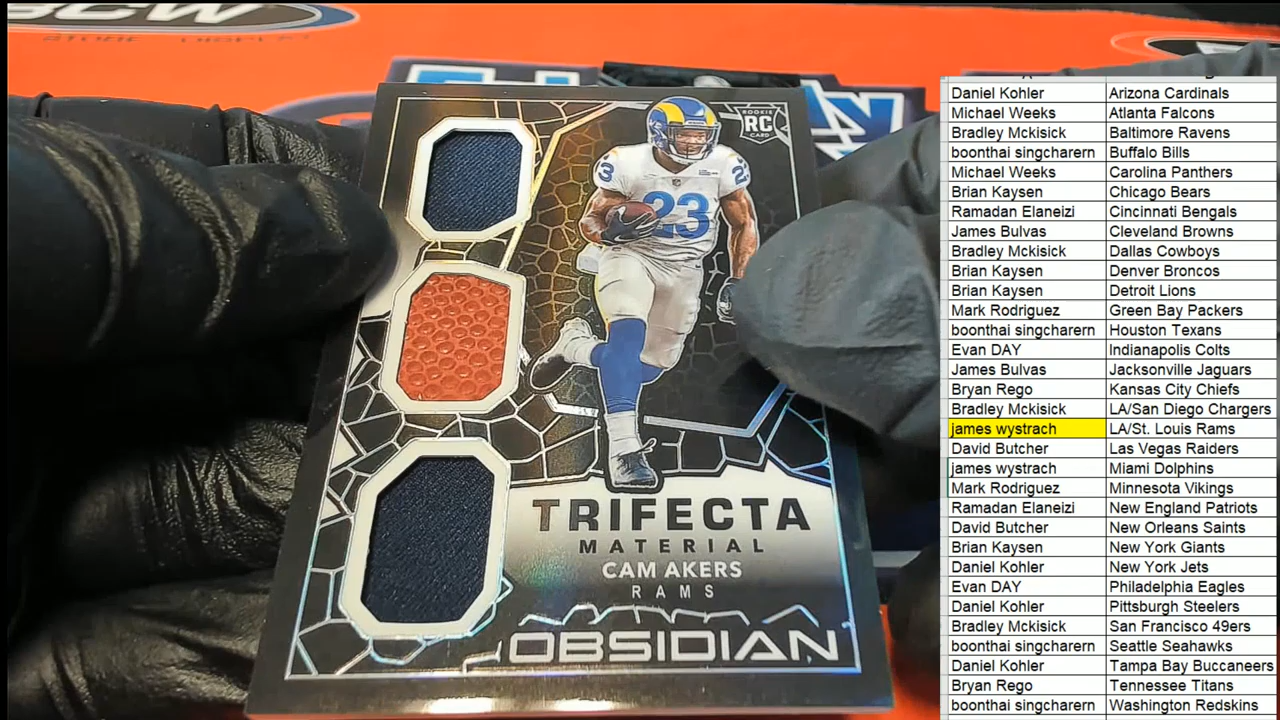 BCW
ROOKIE
RC
CARD
3
23
23
TRIFECTA
MATERIAL
CAM AKERS
RAMS
OBSIDIAN
Daniel Kohler Arizona Cardinals
Michael Weeks Atlanta Falcons
Bradley Mckisick Baltimore Ravens
boonthai singcharern Buffalo Bills
Michael Weeks Carolina Panthers
Brian Kaysen Chicago Bears
Ramadan Elaneizi Cincinnati Bengals
James Bulvas Cleveland Browns
Bradley Mckisick Dallas Cowboys
Brian Kaysen Denver Broncos
Brian Kaysen Detroit Lions
Mark Rodriguez Green Bay Packers
boonthai singcharern Houston Texans
Evan DAY Indianapolis Colts
James Bulvas Jacksonville Jaguars
Bryan Rego Kansas City Chiefs
Bradley Mckisick LA/San Diego Chargers
james wystrach LA/St. Louis Rams
David Butcher Las Vegas Raiders
james wystrach Miami Dolphins
Mark Rodriguez Minnesota Vikings
Ramadan Elaneizi New England Patriots
David Butcher New Orleans Saints
Brian Kaysen New York Giants
Daniel Kohler New York Jets
Evan DAY Philadelphia Eagles
Daniel Kohler Pittsburgh Steelers
Bradley Mckisick San Francisco 49ers
boonthai singcharern Seattle Seahawks
Daniel Kohler Tampa Bay Buccaneers
Bryan Rego Tennessee Titans
boonthai singcharern Washington Redskins